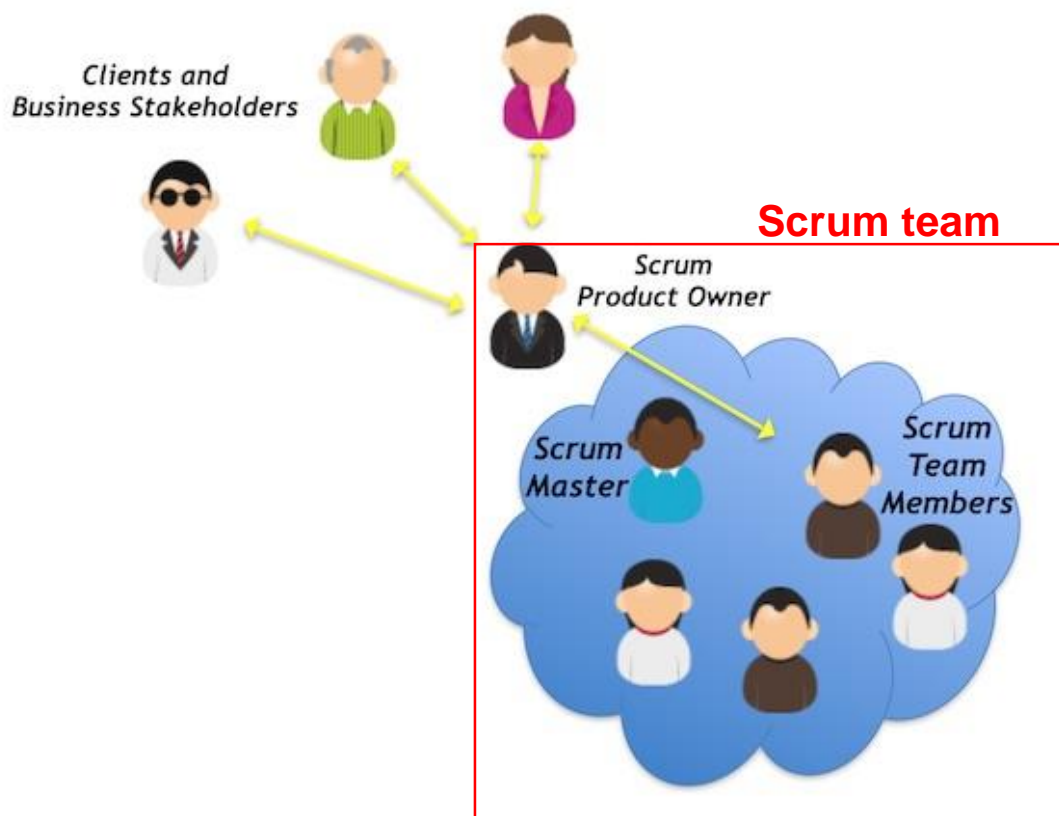 Clients and
Business Stakeholders
Scrum team
Scrum
Product Owner
Scrum
Master
Scrum
Team
Members